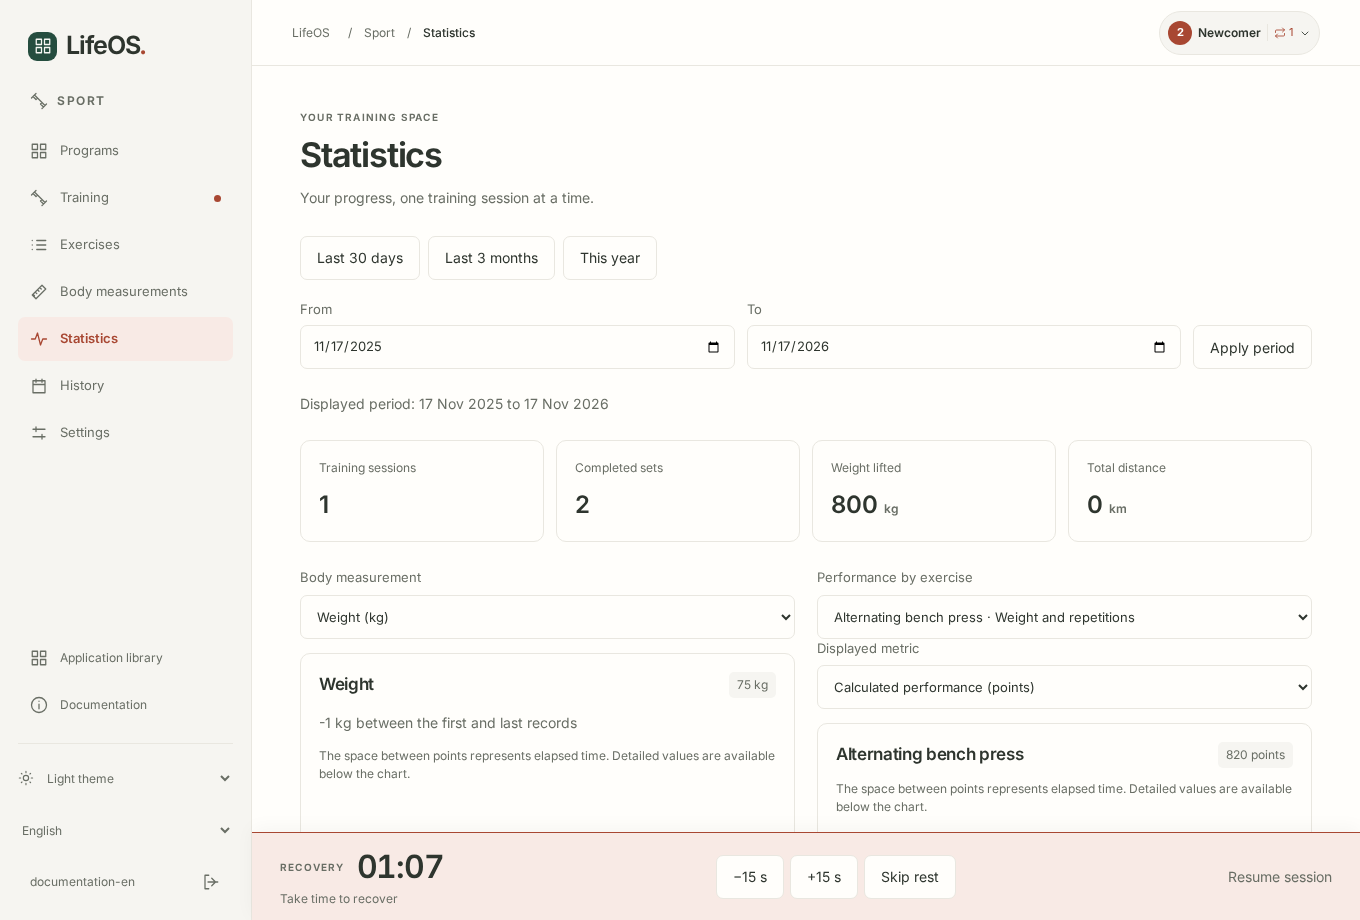 LifeOS.
SPORT
Programs
Training
Exercises
Body measurements
Statistics
History
Settings
Application library
Documentation
Light theme
English
documentation-en
LifeOS / Sport / Statistics
2 Newcomer 1
YOUR TRAINING SPACE
Statistics
Your progress, one training session at a time.
Last 30 days Last 3 months This year
From To
11/17/2025 11/17/2026 Apply period
Displayed period: 17 Nov 2025 to 17 Nov 2026
Training sessions Completed sets Weight lifted Total distance
1 2 800 kg 0 km
Body measurement
Weight (kg)
Weight 75 kg
-1 kg between the first and last records
The space between points represents elapsed time. Detailed values are available
below the chart.
Performance by exercise
Alternating bench press · Weight and repetitions
Displayed metric
Calculated performance (points)
Alternating bench press 820 points
The space between points represents elapsed time. Detailed values are available
below the chart.
RECOVERY 01:07
Take time to recover
−15 s +15 s Skip rest
Resume session